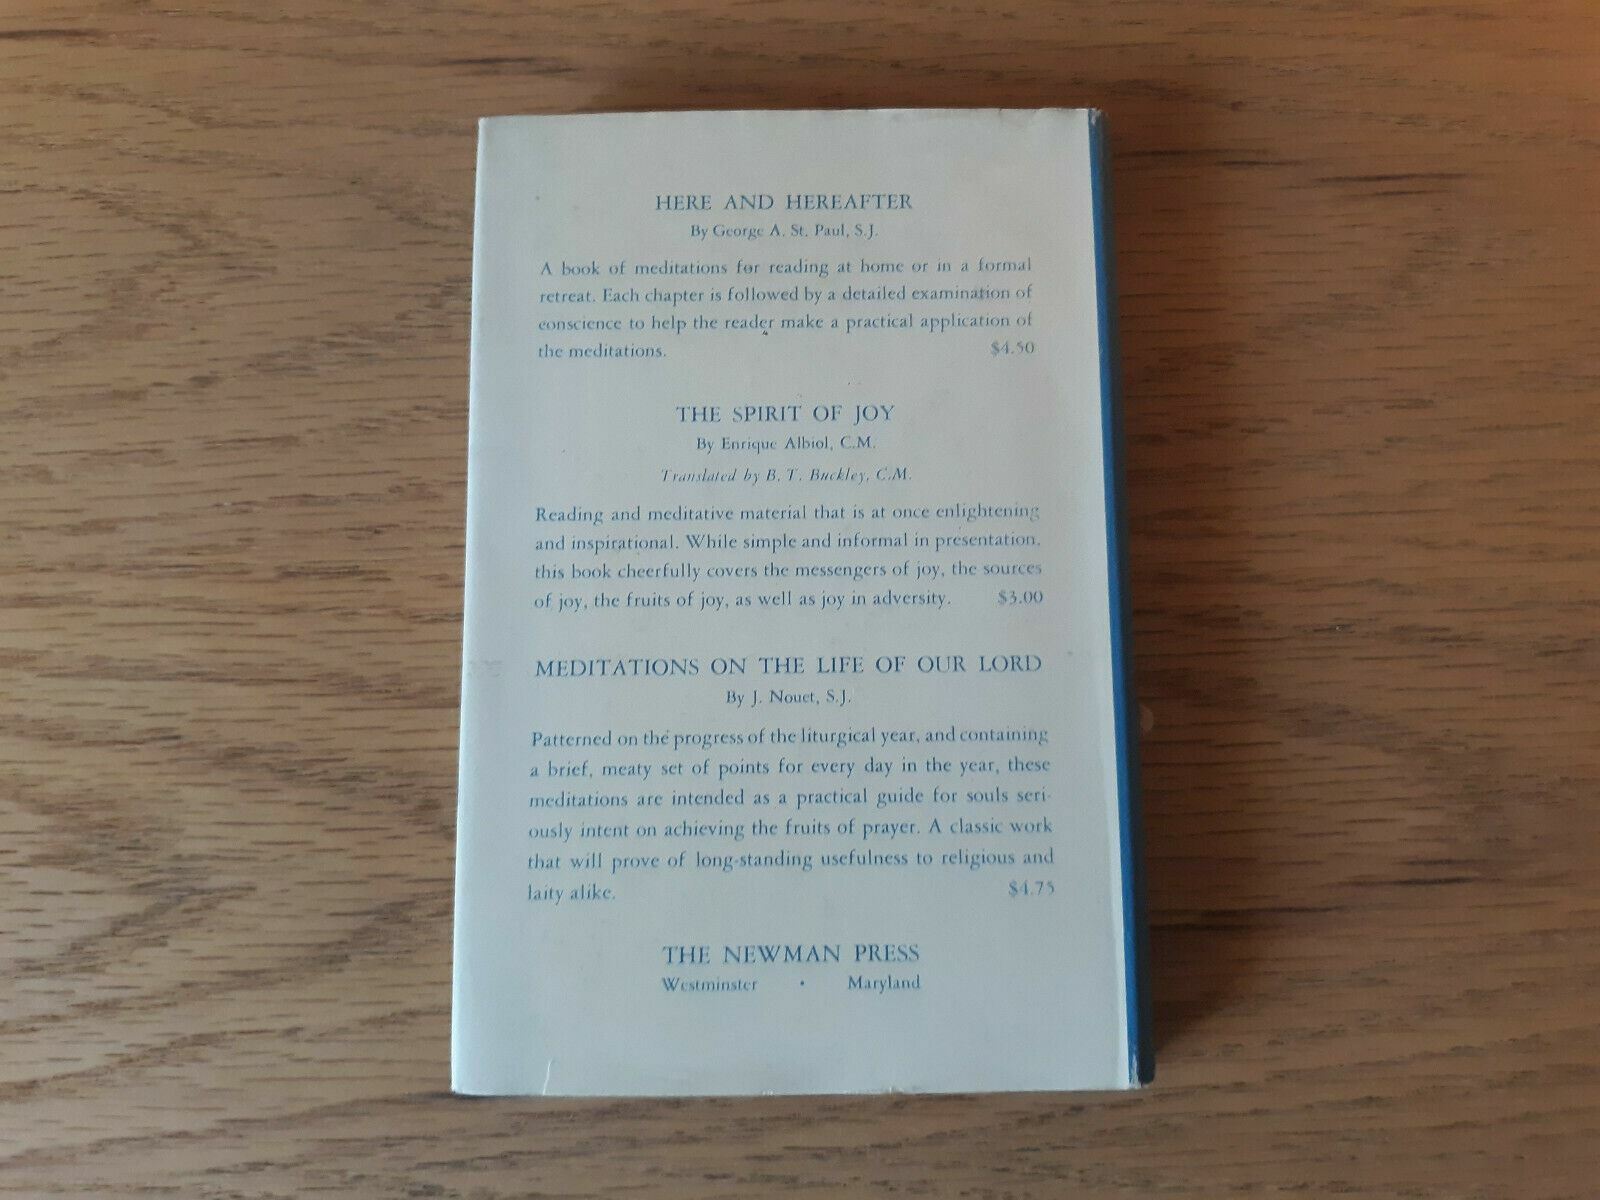 HERE AND HEREAFTER
By George A. St. Paul, S.J.
A book of meditations for reading at home or in a formal
retreat. Each chapter is followed by a detailed examination of
conscience to help the reader make a practical application of
the meditations. $4.50
THE SPIRIT OF JOY
By Enrique Albiol, C.M.
Translated by B. T. Buckley, C.M.
Reading and meditative material that is at once enlightening
and inspirational. While simple and informal in presentation,
this book cheerfully covers the messengers of joy, the sources
of joy, the fruits of joy, as well as joy in adversity. $3.00
MEDITATIONS ON THE LIFE OF OUR LORD
By J. Nouet, S.J.
Patterned on the progress of the liturgical year, and containing
a brief, meaty set of points for every day in the year, these
meditations are intended as a practical guide for souls seri-
ously intent on achieving the fruits of prayer. A classic work
that will prove of long-standing usefulness to religious and
laity alike. $4.75
THE NEWMAN PRESS
Westminster • Maryland